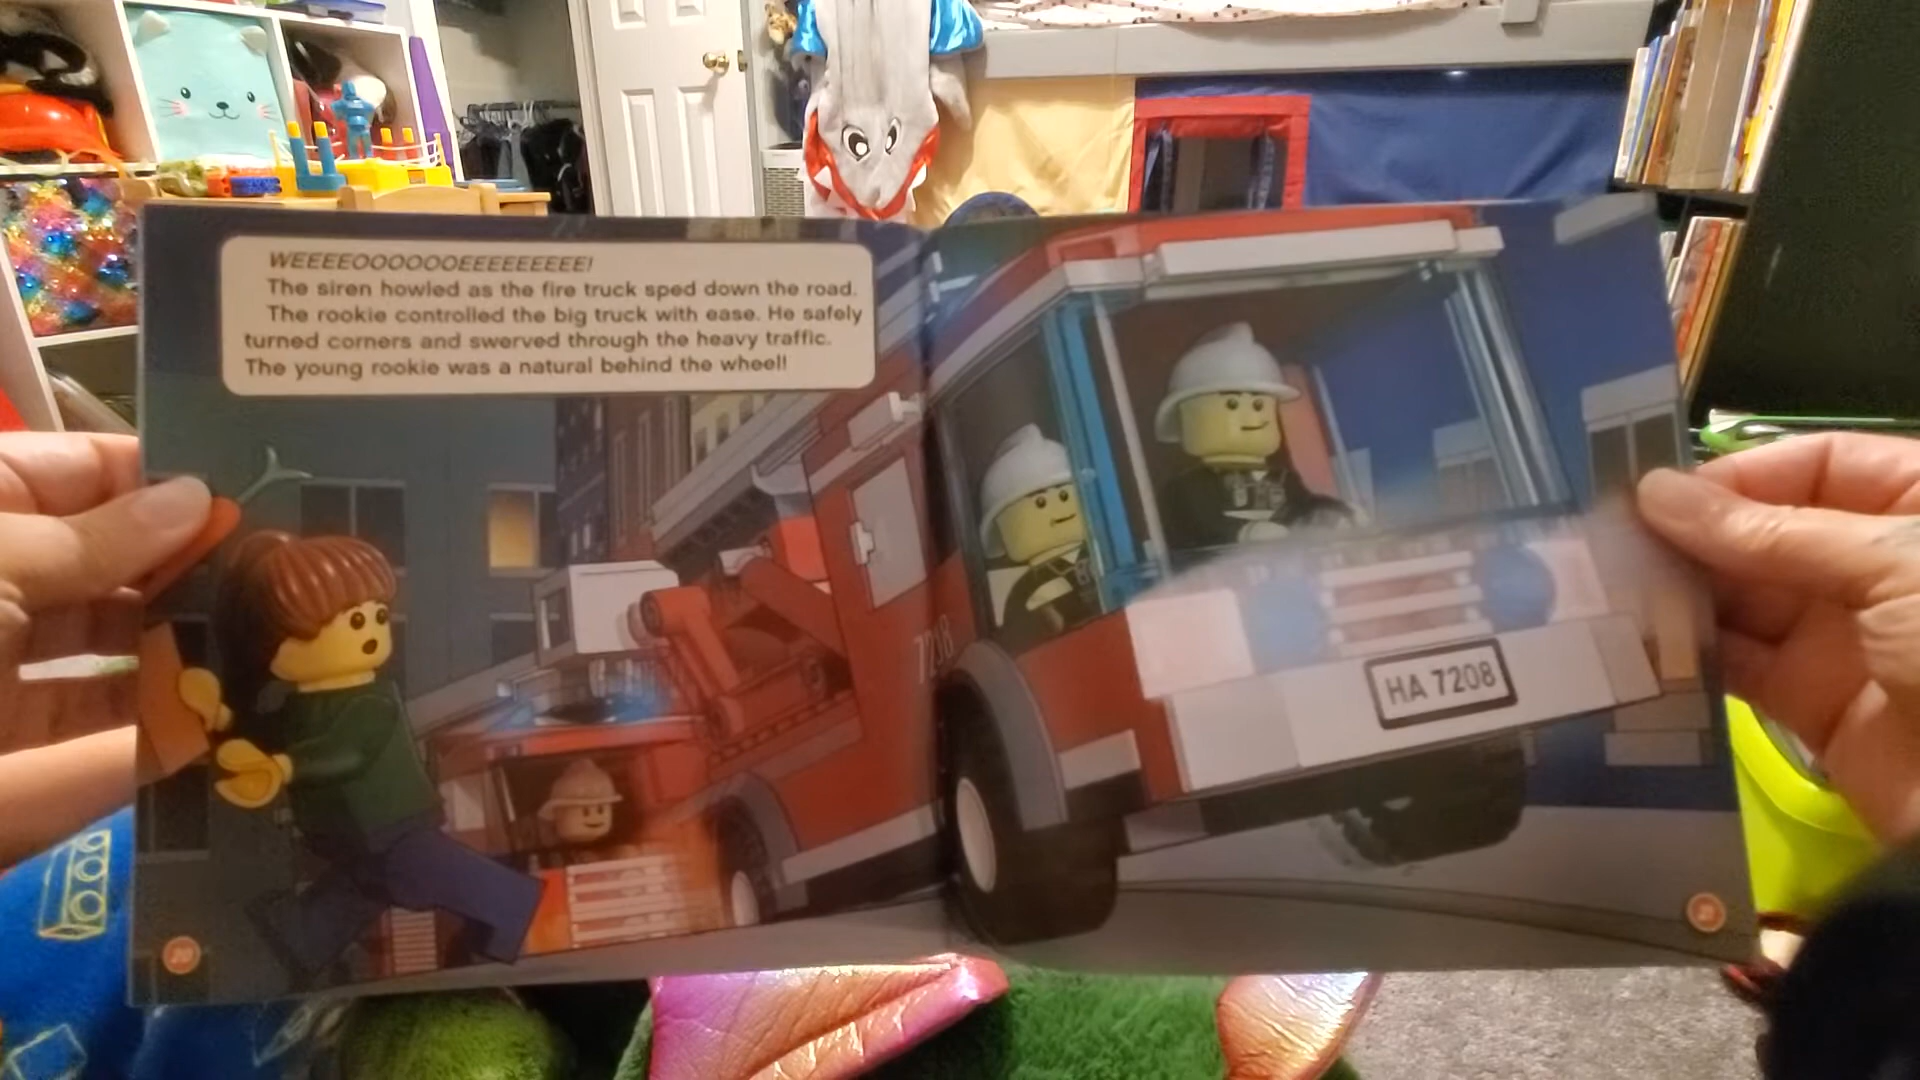 WEEEEOOOOOOEEEEEEEEE!
The siren howled as the fire truck sped down the road.
The rookie controlled the big truck with ease. He safely
turned corners and swerved through the heavy traffic.
The young rookie was a natural behind the wheel!
7208
HA 7208
20
21